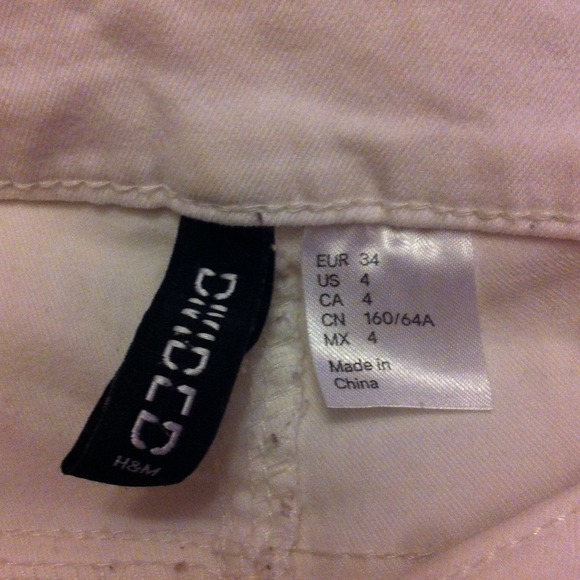 DIVIDED
H&M
EUR 34
US 4
CA 4
CN 160/64A
MX 4
Made in
China